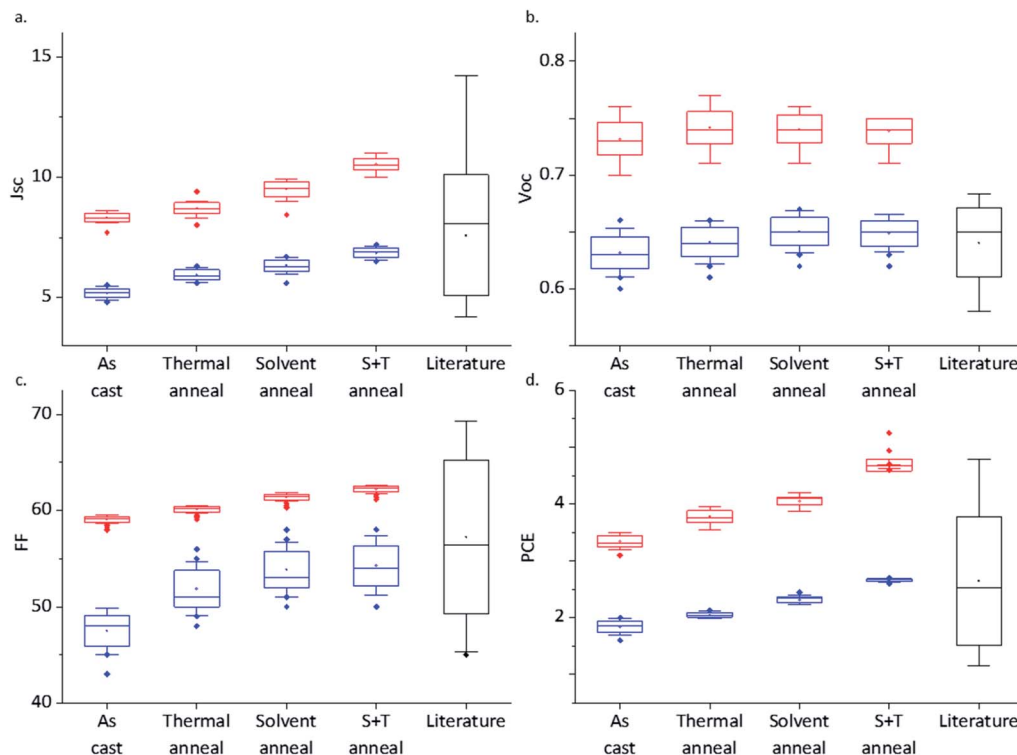 a.
15
10
5
Jsc
As Thermal Solvent S+T Literature
cast anneal anneal anneal
b.
0.8
0.7
0.6
Voc
As Thermal Solvent S+T Literature
cast anneal anneal anneal
c.
70
60
50
40
FF
As Thermal Solvent S+T Literature
cast anneal anneal anneal
d.
6
4
2
PCE
As Thermal Solvent S+T Literature
cast anneal anneal anneal